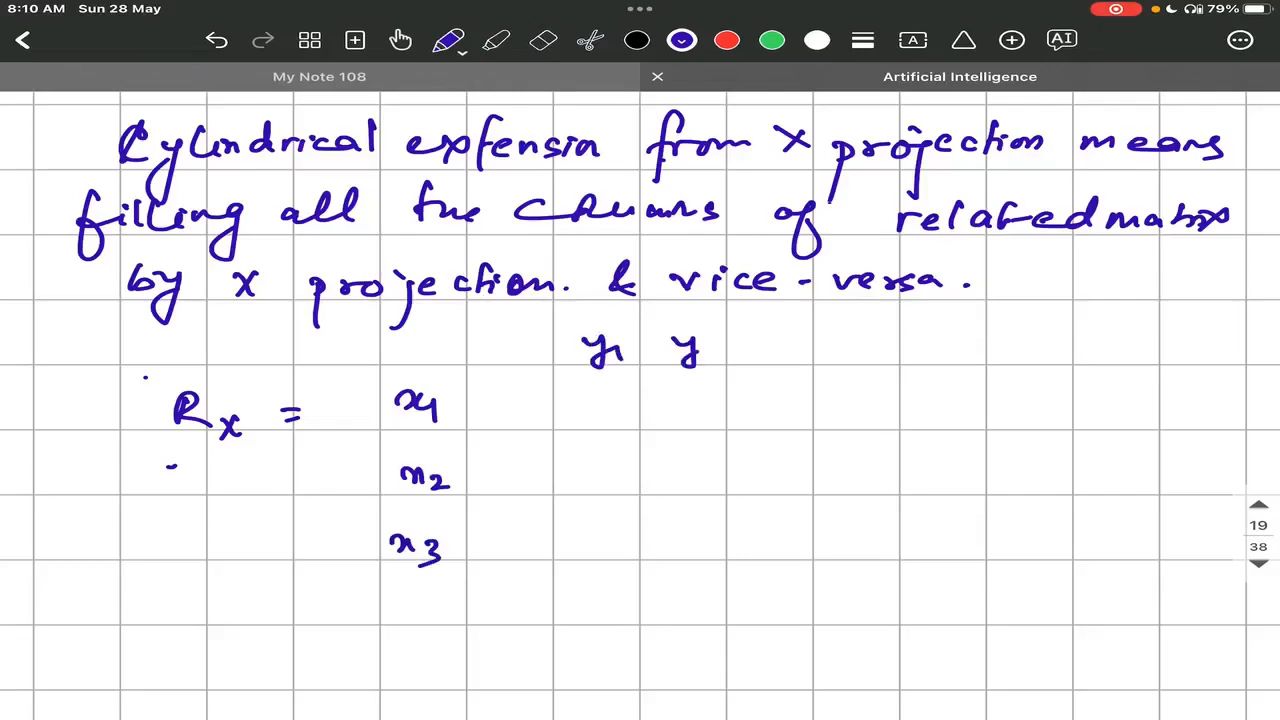 8:10 AM Sun 28 May
79%
A
AI
My Note 108
Artificial Intelligence
Cylindrical extension from X projection means
filling all the columns of related matrix
by X projection. & vice-versa.
y1 y
Rx = x1
x2
x3
19
38